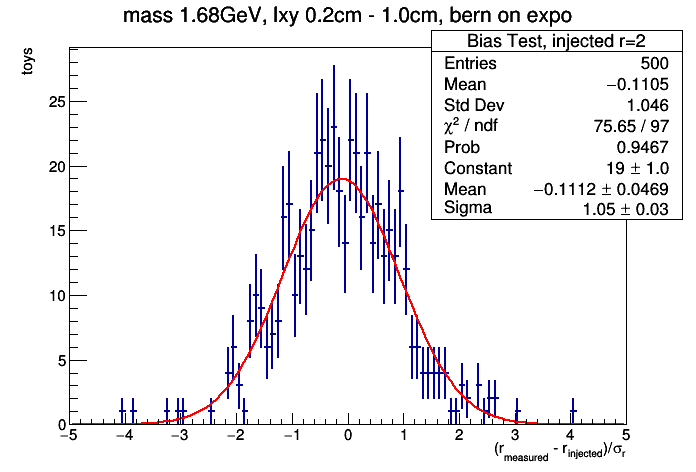 mass 1.68GeV, lxy 0.2cm - 1.0cm, bern on expo
toys
Bias Test, injected r=2
Entries 500
Mean −0.1105
Std Dev 1.046
χ² / ndf 75.65 / 97
Prob 0.9467
Constant 19 ± 1.0
Mean −0.1112 ± 0.0469
Sigma 1.05 ± 0.03
25
20
15
10
5
0
−5 −4 −3 −2 −1 0 1 2 3 4 5
(r_measured - r_injected)/σ_r